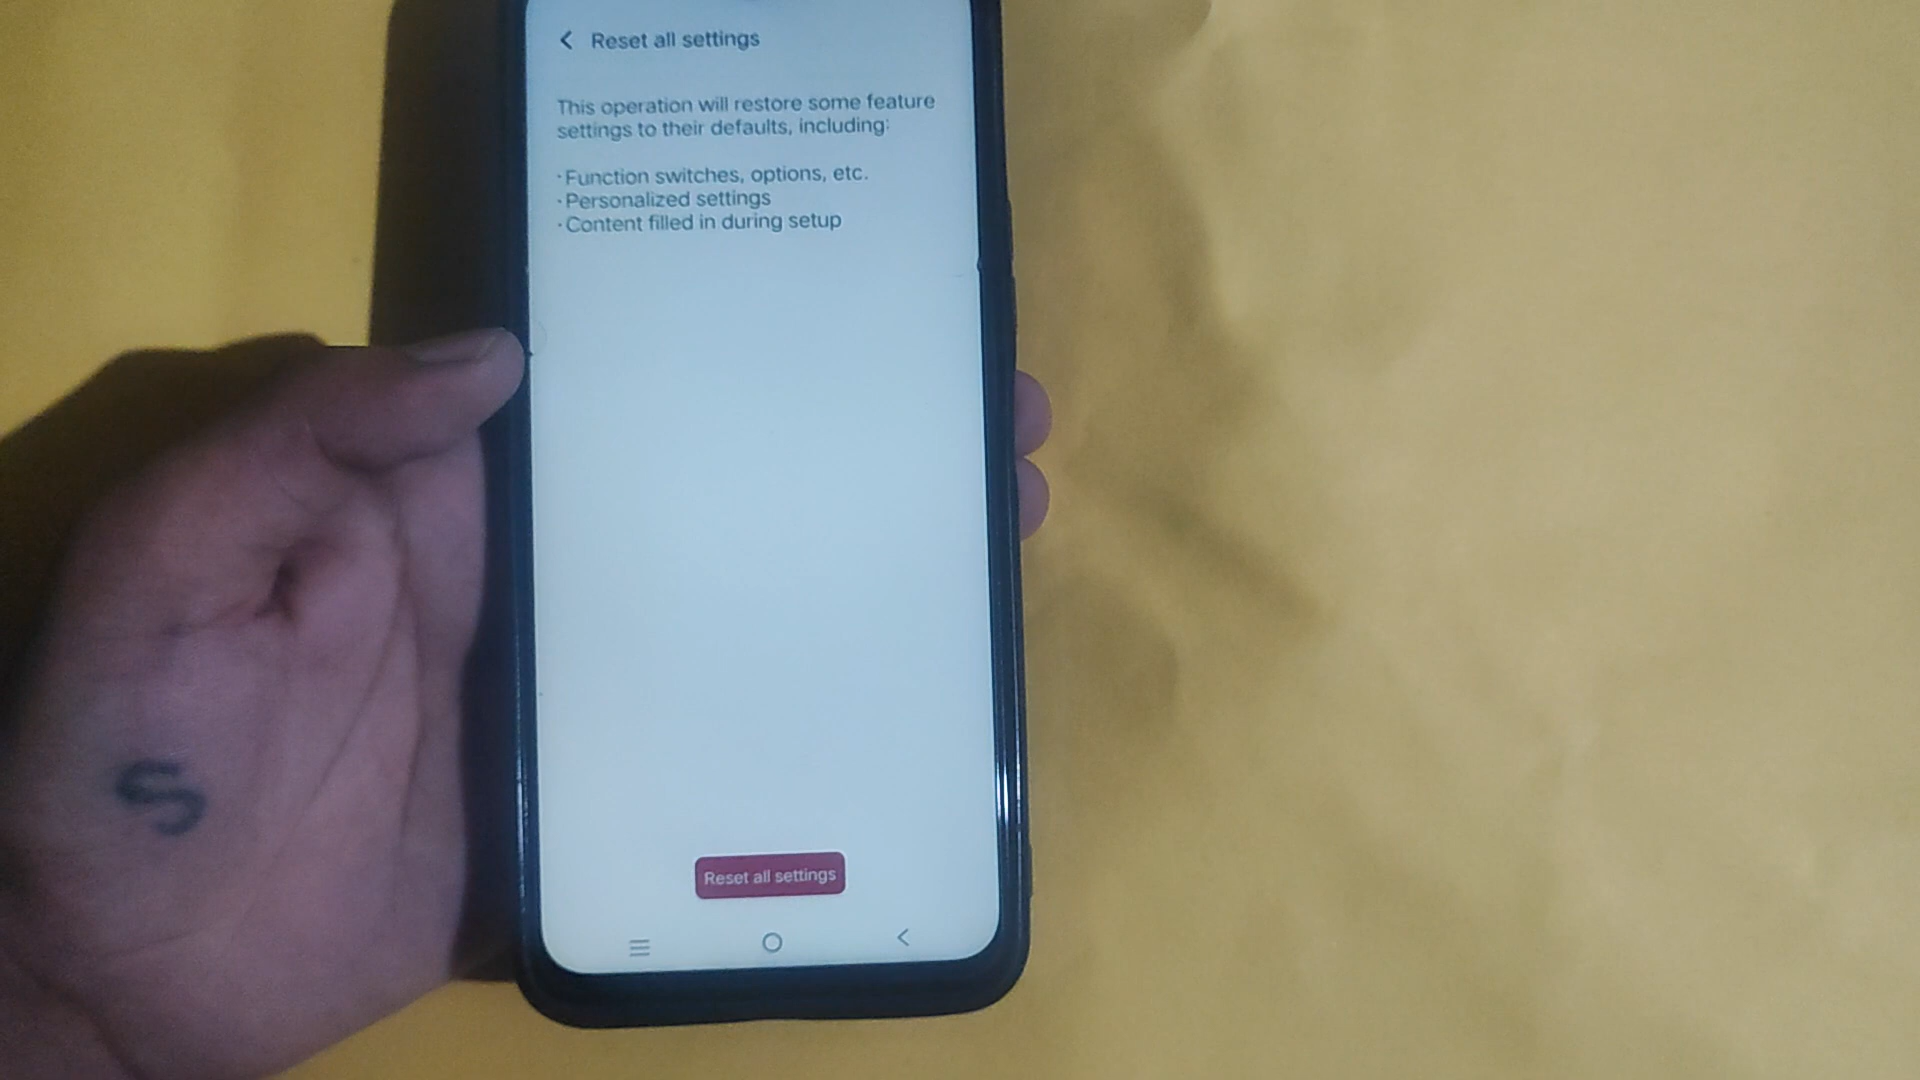 Reset all settings
This operation will restore some feature
settings to their defaults, including:
·Function switches, options, etc.
·Personalized settings
·Content filled in during setup
S
Reset all settings